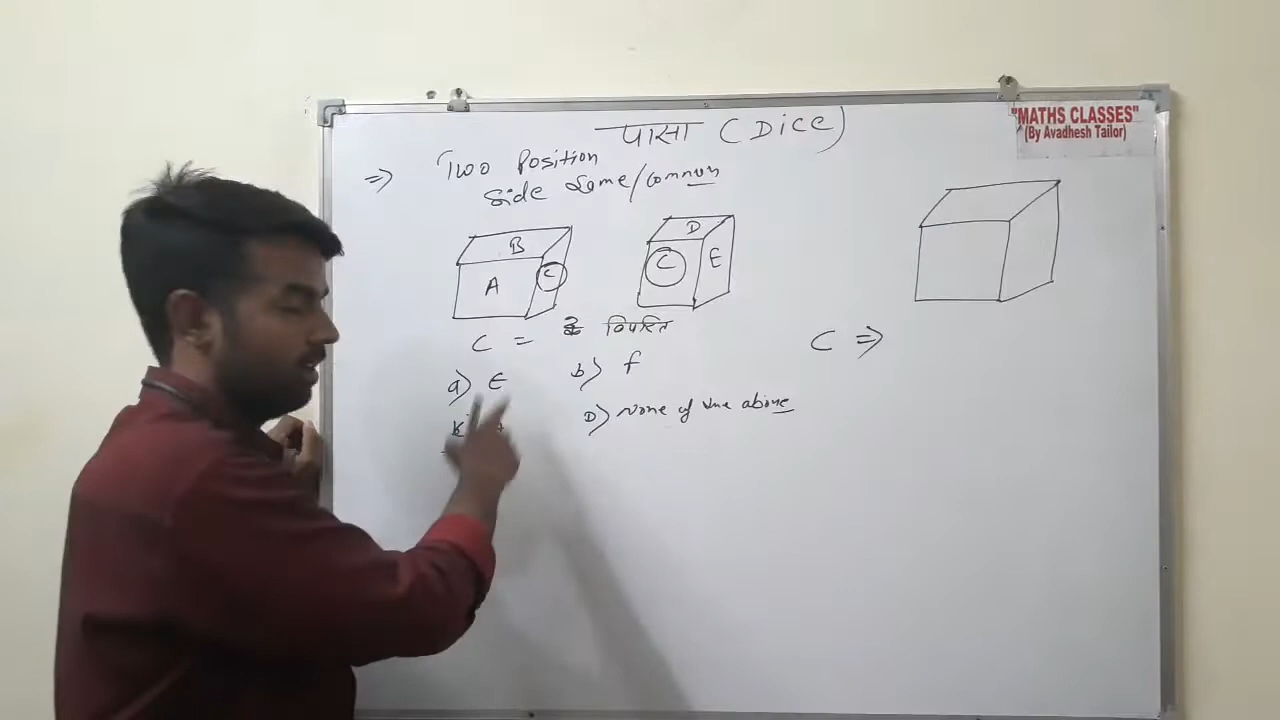 पासा (Dice)
"MATHS CLASSES"
(By Avadhesh Tailor)
⇒ Two Position
side same/common
B
A
C
D
C
E
C = विपरित
a) E
b) f
D) None of the above
C ⇒